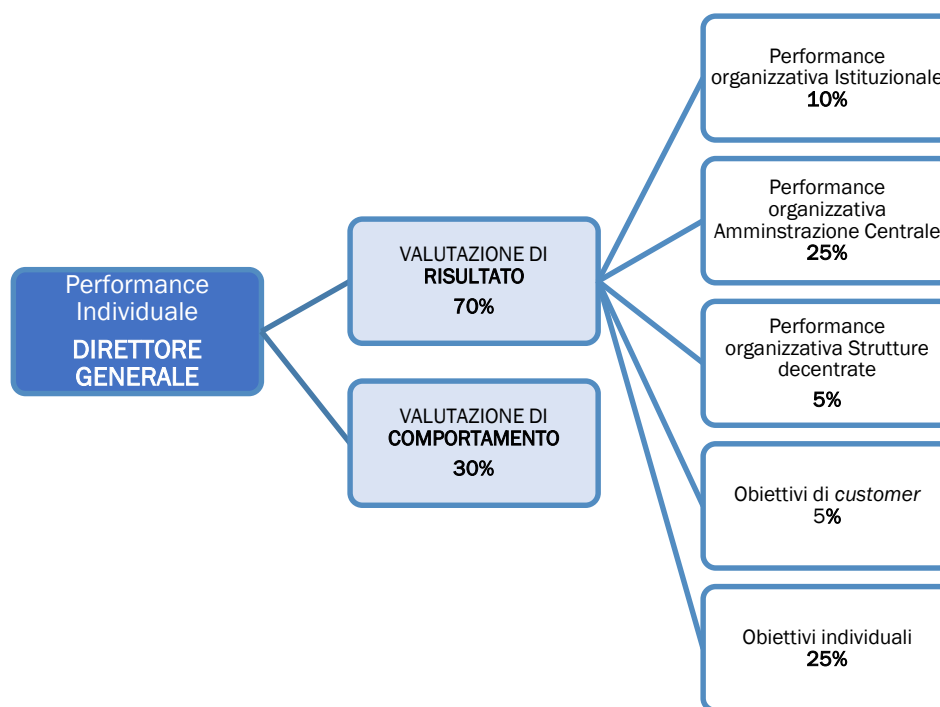 Performance
Individuale
DIRETTORE
GENERALE
VALUTAZIONE DI
RISULTATO
70%
VALUTAZIONE DI
COMPORTAMENTO
30%
Performance
organizzativa Istituzionale
10%
Performance
organizzativa
Amminstrazione Centrale
25%
Performance
organizzativa Strutture
decentrate
5%
Obiettivi di customer
5%
Obiettivi individuali
25%